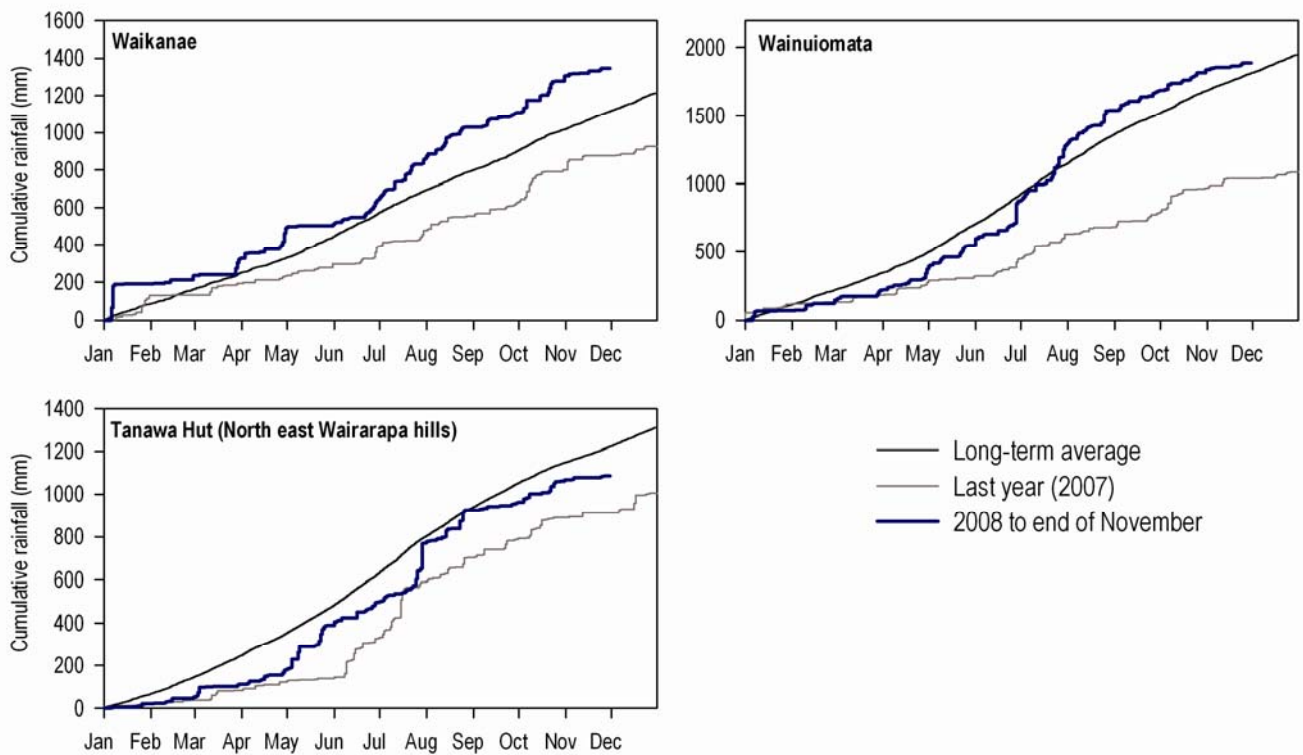 Waikanae
Cumulative rainfall (mm)
1600
1400
1200
1000
800
600
400
200
0
Jan Feb Mar Apr May Jun Jul Aug Sep Oct Nov Dec
Wainuiomata
2000
1500
1000
500
0
Jan Feb Mar Apr May Jun Jul Aug Sep Oct Nov Dec
Tanawa Hut (North east Wairarapa hills)
Cumulative rainfall (mm)
1400
1200
1000
800
600
400
200
0
Jan Feb Mar Apr May Jun Jul Aug Sep Oct Nov Dec
Long-term average
Last year (2007)
2008 to end of November